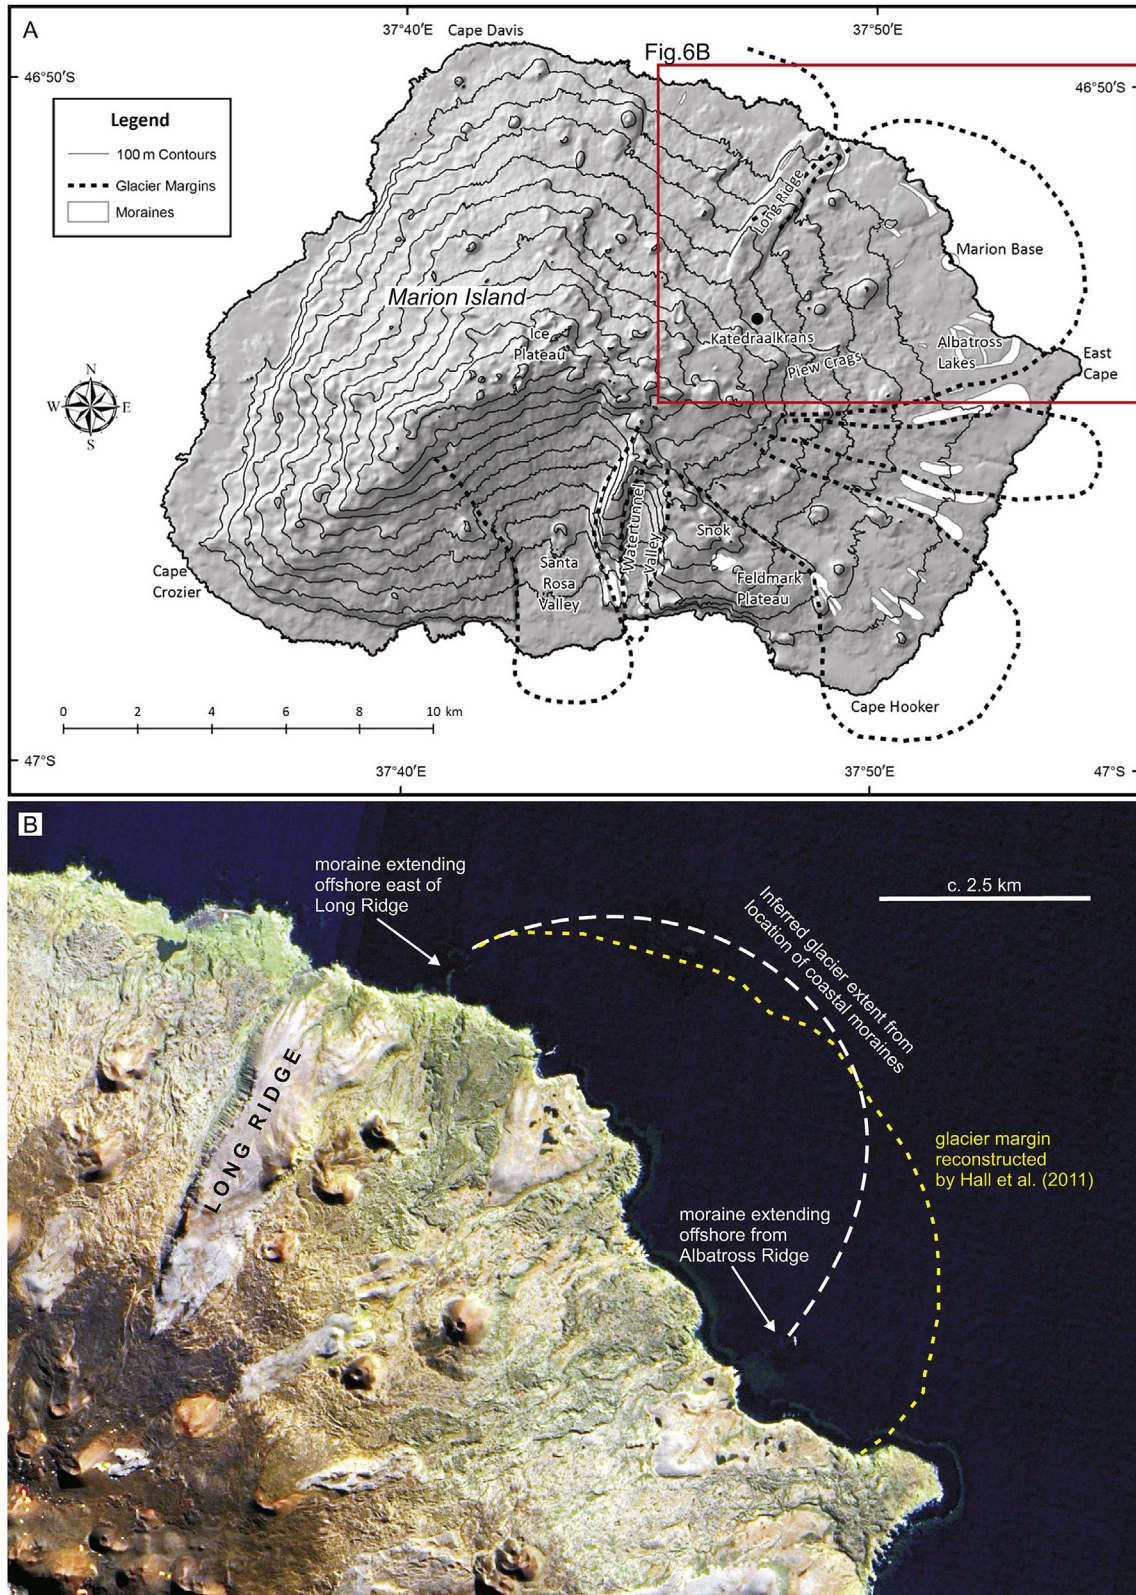 A
37°40′E
Cape Davis
37°50′E
Fig.6B
46°50′S
46°50′S
Legend
100 m Contours
Glacier Margins
Moraines
Long Ridge
Marion Base
Marion Island
Ice
Plateau
Katedraalkrans
Piew Crags
Albatross
Lakes
East
Cape
N
W
E
S
Watertunnel
Valley
Snok
Santa
Rosa
Valley
Feldmark
Plateau
Cape
Crozier
Cape Hooker
0 2 4 6 8 10 km
47°S
37°40′E
37°50′E
47°S
B
moraine extending
offshore east of
Long Ridge
c. 2.5 km
Inferred glacier extent from
location of coastal moraines
LONG RIDGE
glacier margin
reconstructed
by Hall et al. (2011)
moraine extending
offshore from
Albatross Ridge